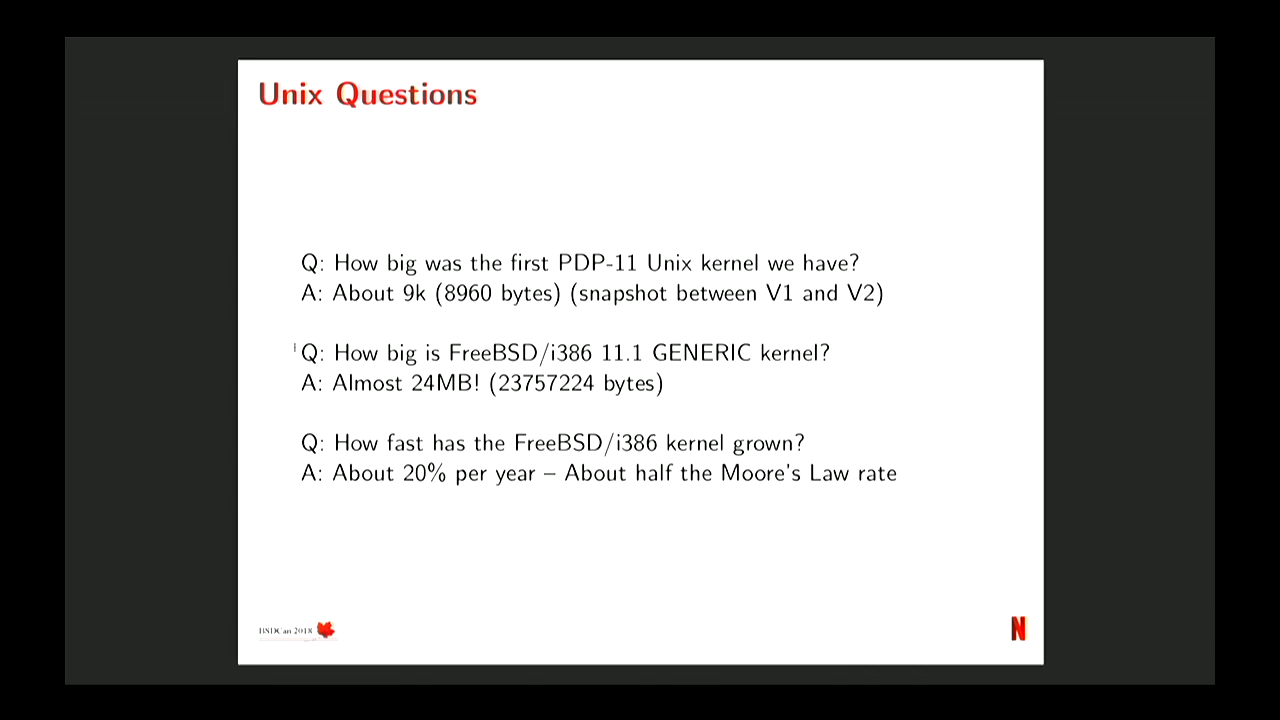 Unix Questions
Q: How big was the first PDP-11 Unix kernel we have?
A: About 9k (8960 bytes) (snapshot between V1 and V2)
Q: How big is FreeBSD/i386 11.1 GENERIC kernel?
A: Almost 24MB! (23757224 bytes)
Q: How fast has the FreeBSD/i386 kernel grown?
A: About 20% per year – About half the Moore's Law rate
BSDCan 2018
N